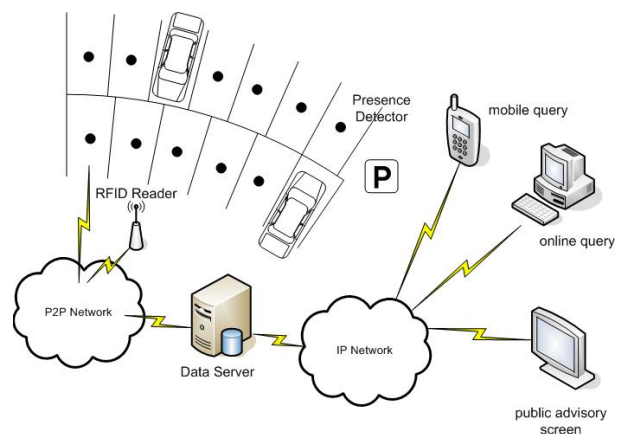 Presence
Detector
mobile query
P
RFID Reader
online query
P2P Network
IP Network
Data Server
public advisory
screen